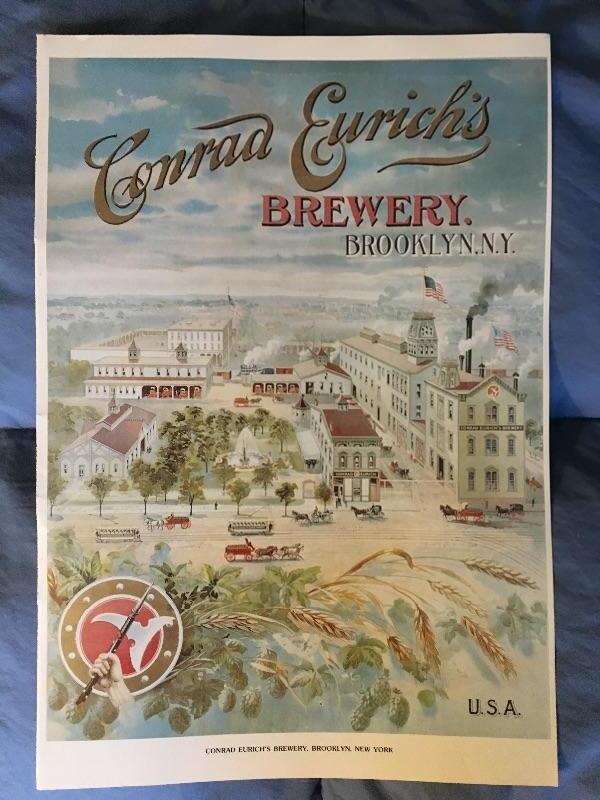 Conrad Eurich's
BREWERY.
BROOKLYN, N.Y.
CONRAD EURICH'S BREWERY
U.S.A.
CONRAD EURICH'S BREWERY, BROOKLYN, NEW YORK